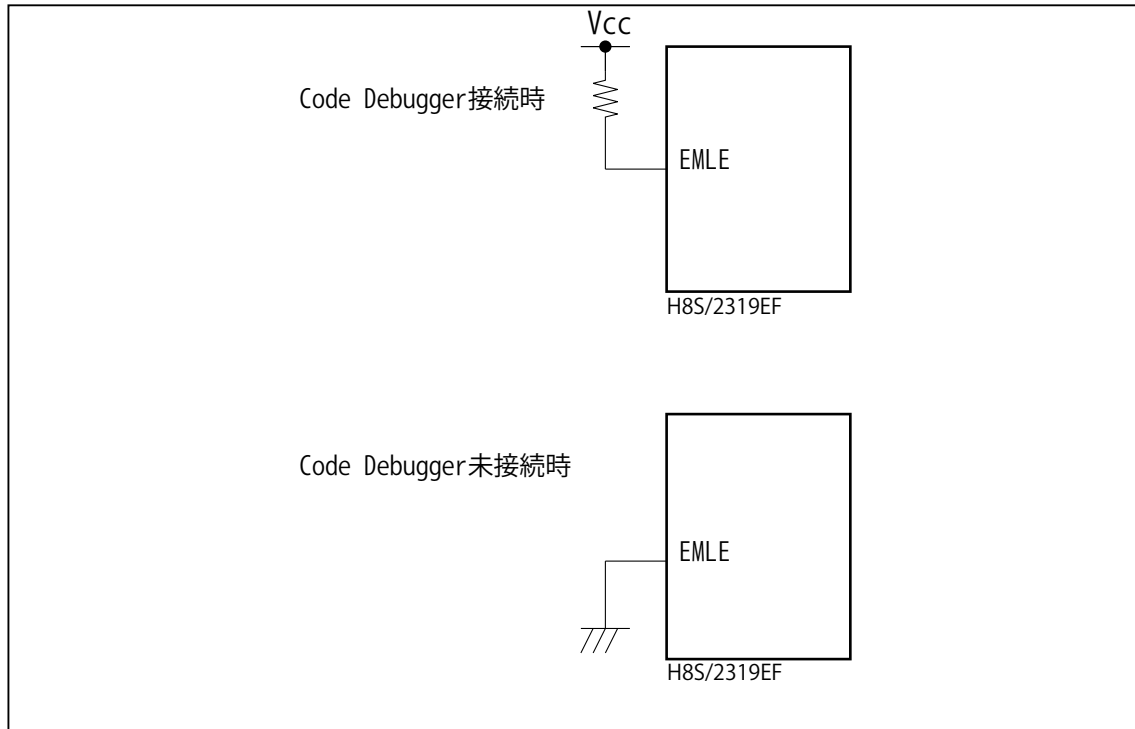 Vcc
Code Debugger接続時
EMLE
H8S/2319EF
Code Debugger未接続時
EMLE
H8S/2319EF